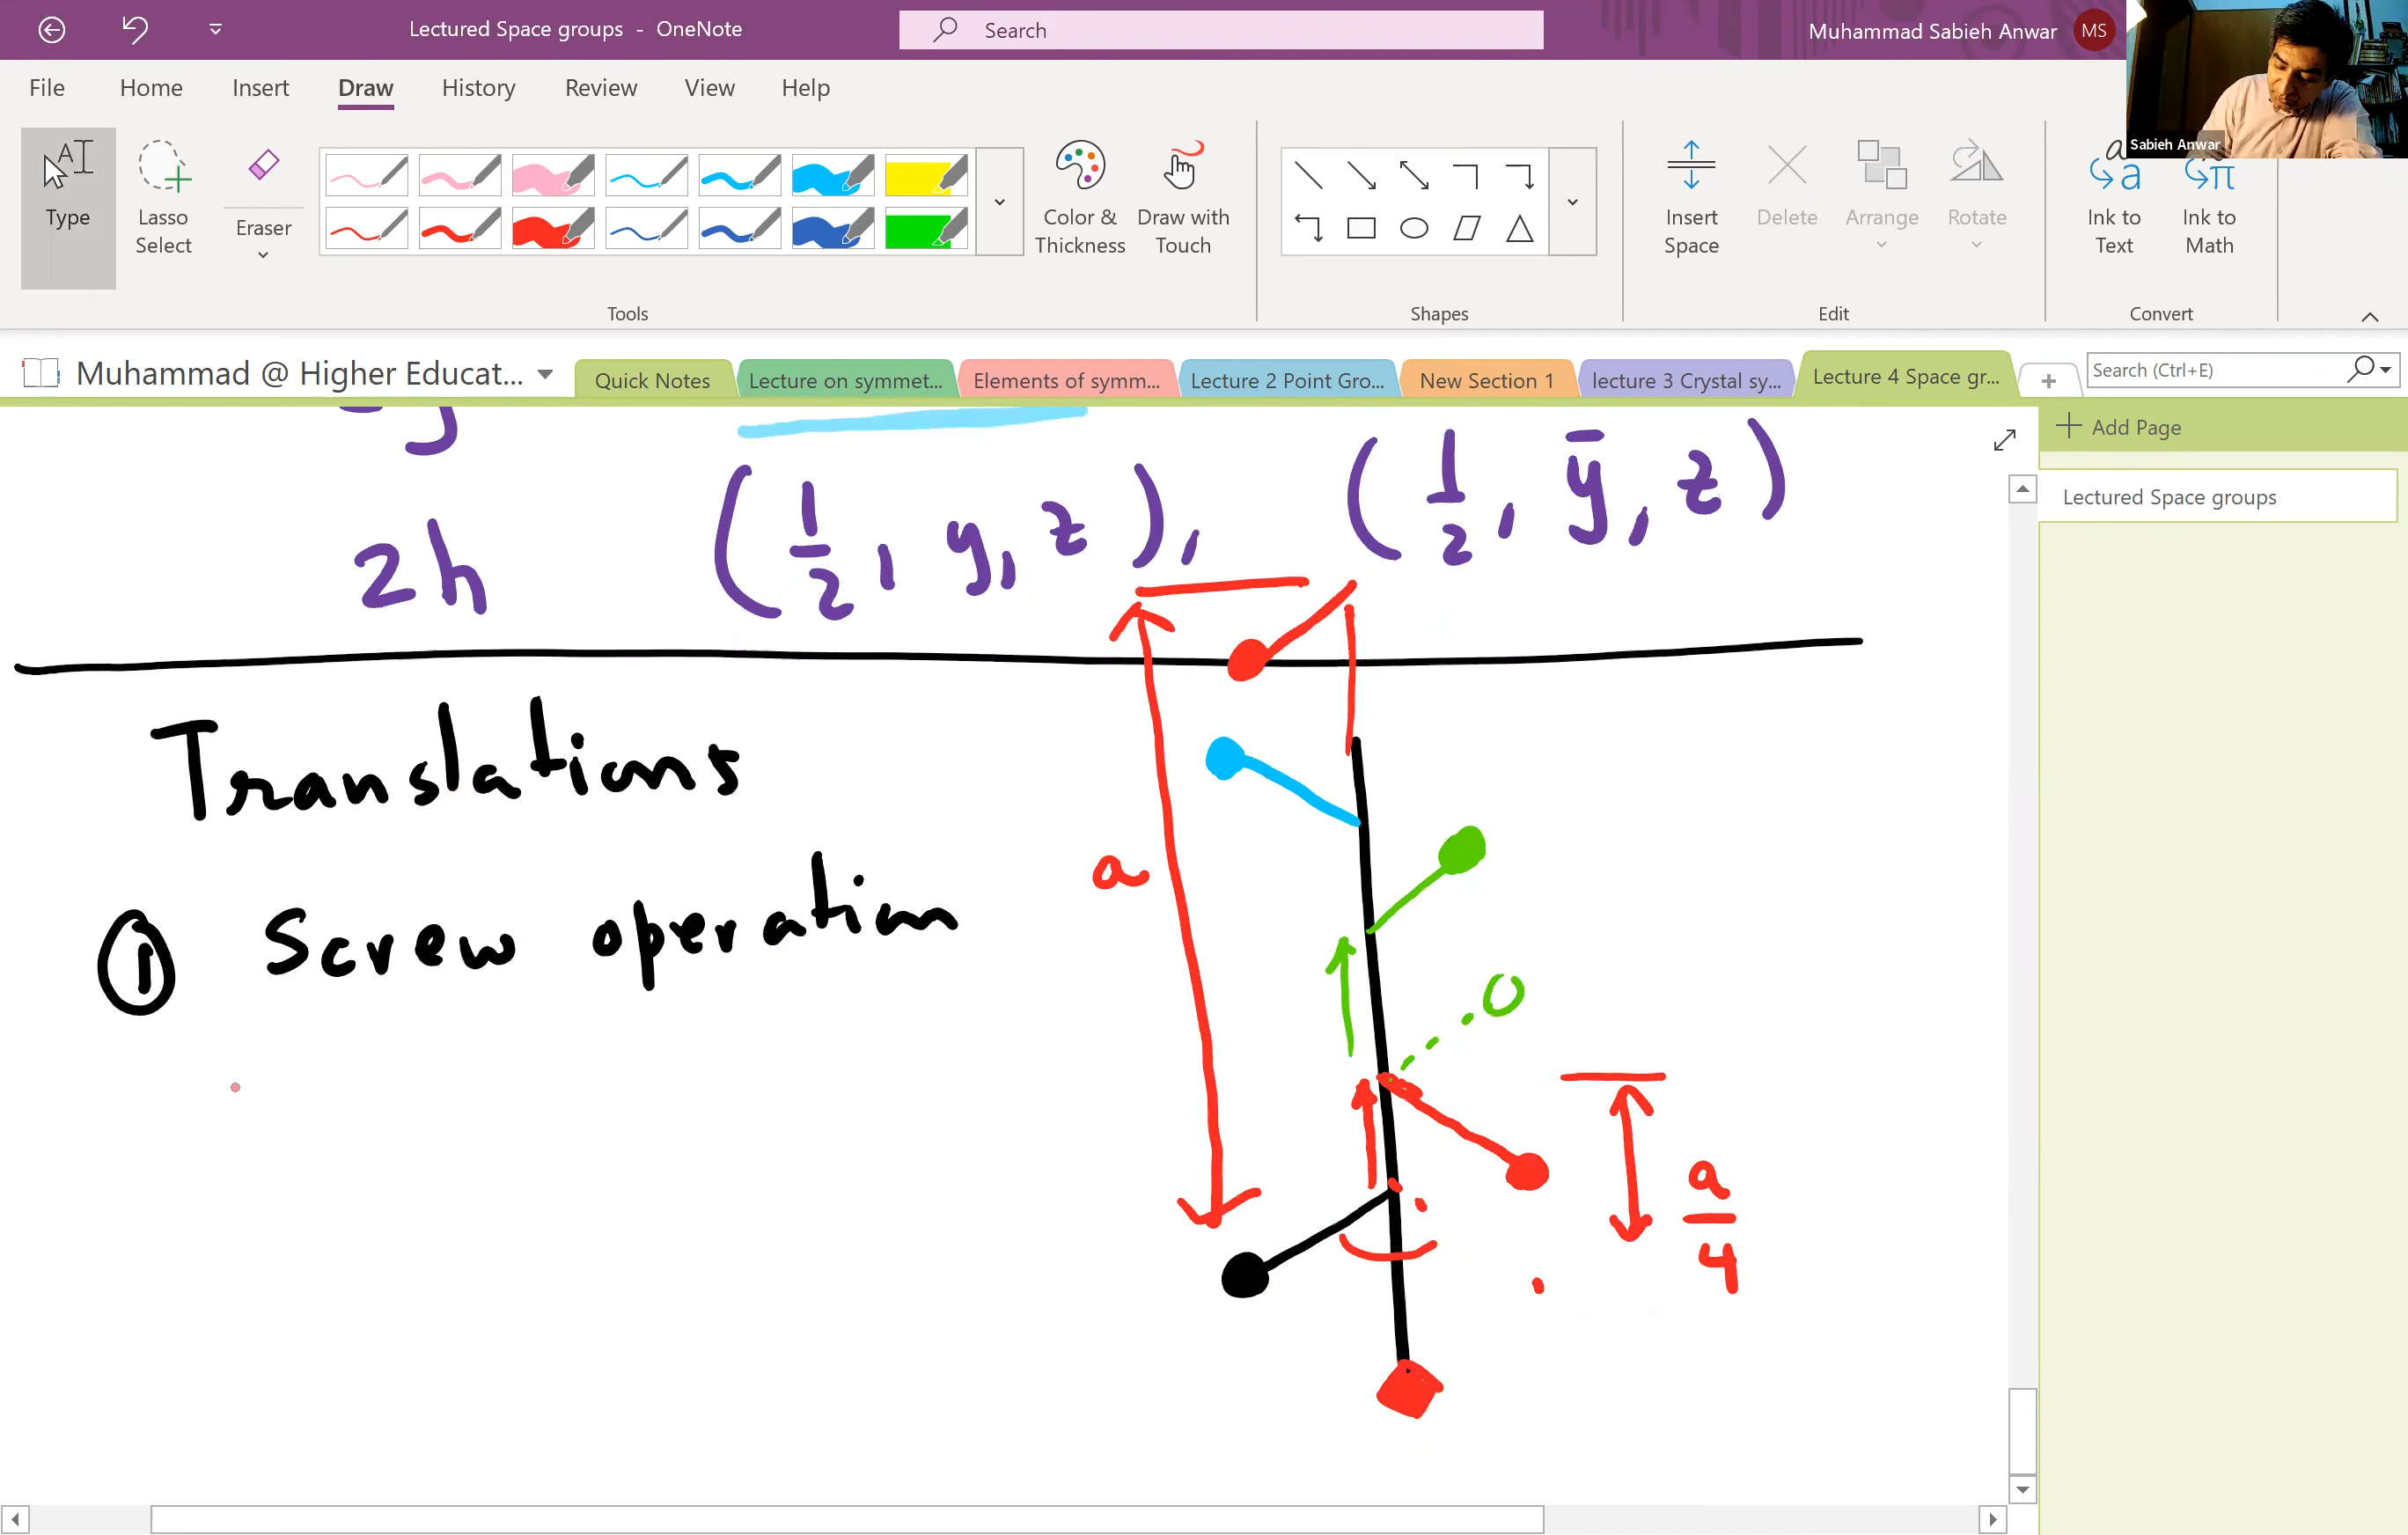 Lectured Space groups - OneNote
Search
Muhammad Sabieh Anwar
MS
Sabieh Anwar
File Home Insert Draw History Review View Help
Type
Lasso Select
Eraser
Color & Thickness
Draw with Touch
Insert Space
Delete
Arrange
Rotate
Ink to Text
Ink to Math
Tools
Shapes
Edit
Convert
Muhammad @ Higher Educat...
Quick Notes
Lecture on symmet...
Elements of symm...
Lecture 2 Point Gro...
New Section 1
lecture 3 Crystal sy...
Lecture 4 Space gr...
Search (Ctrl+E)
Add Page
Lectured Space groups
2h (1/2, y, z), (1/2, ȳ, z)
Translations
① Screw operation
a
a/4